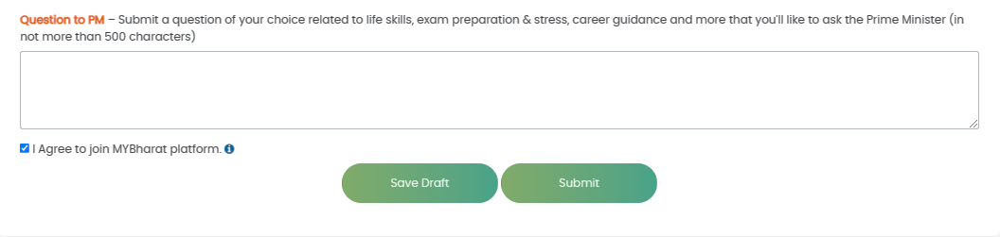 Question to PM – Submit a question of your choice related to life skills, exam preparation & stress, career guidance and more that you'll like to ask the Prime Minister (in
not more than 500 characters)
I Agree to join MYBharat platform.
Save Draft Submit